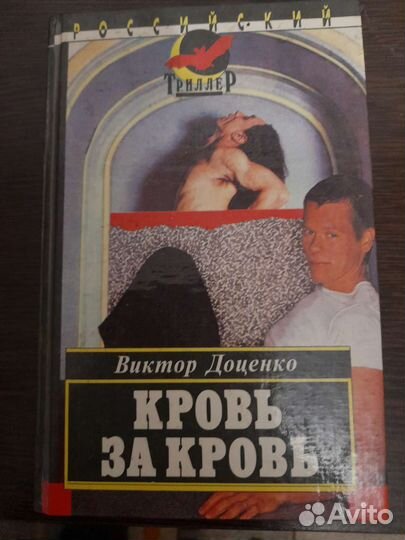 РОССИЙСКИЙ
ТРИЛЛЕР
Виктор Доценко
КРОВЬ
ЗА КРОВЬ
Avito